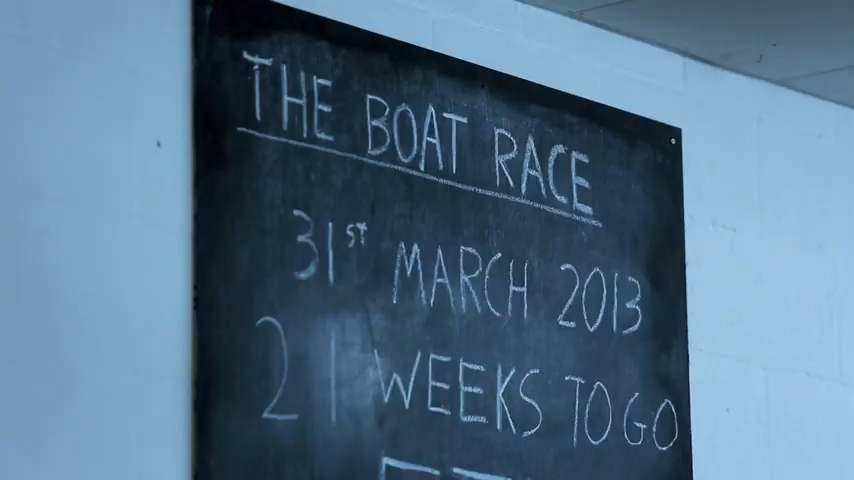 THE BOAT RACE
31st MARCH 2013
21 WEEKS TO GO